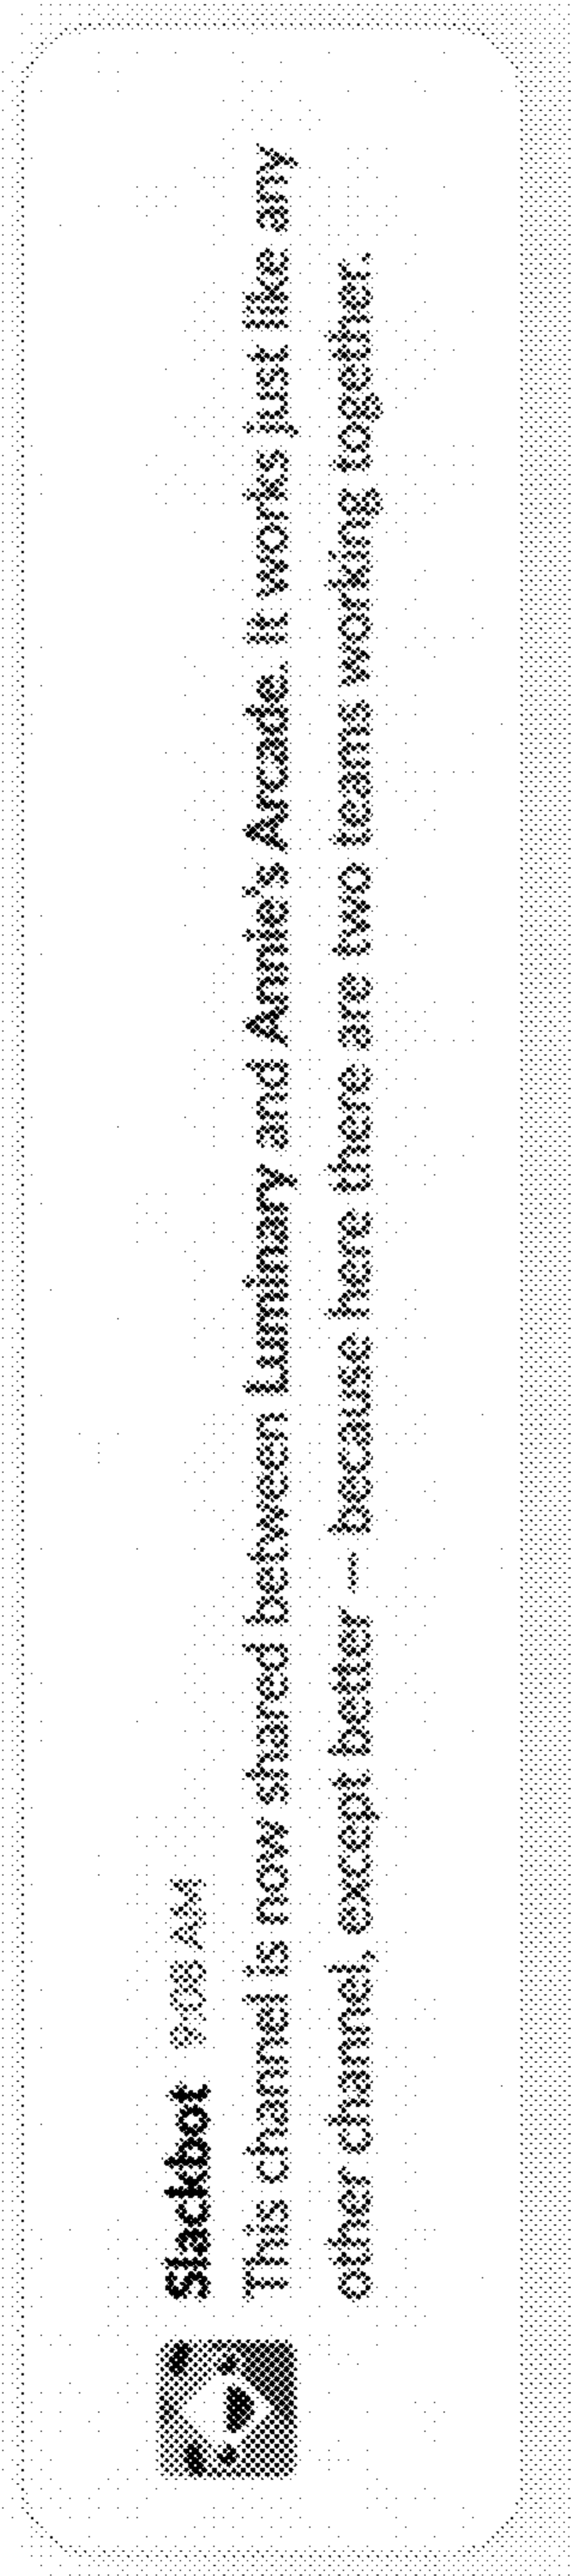 Slackbot 9:08 AM
This channel is now shared between Luminary and Annie's Arcade. It works just like any
other channel, except better — because here there are two teams working together.